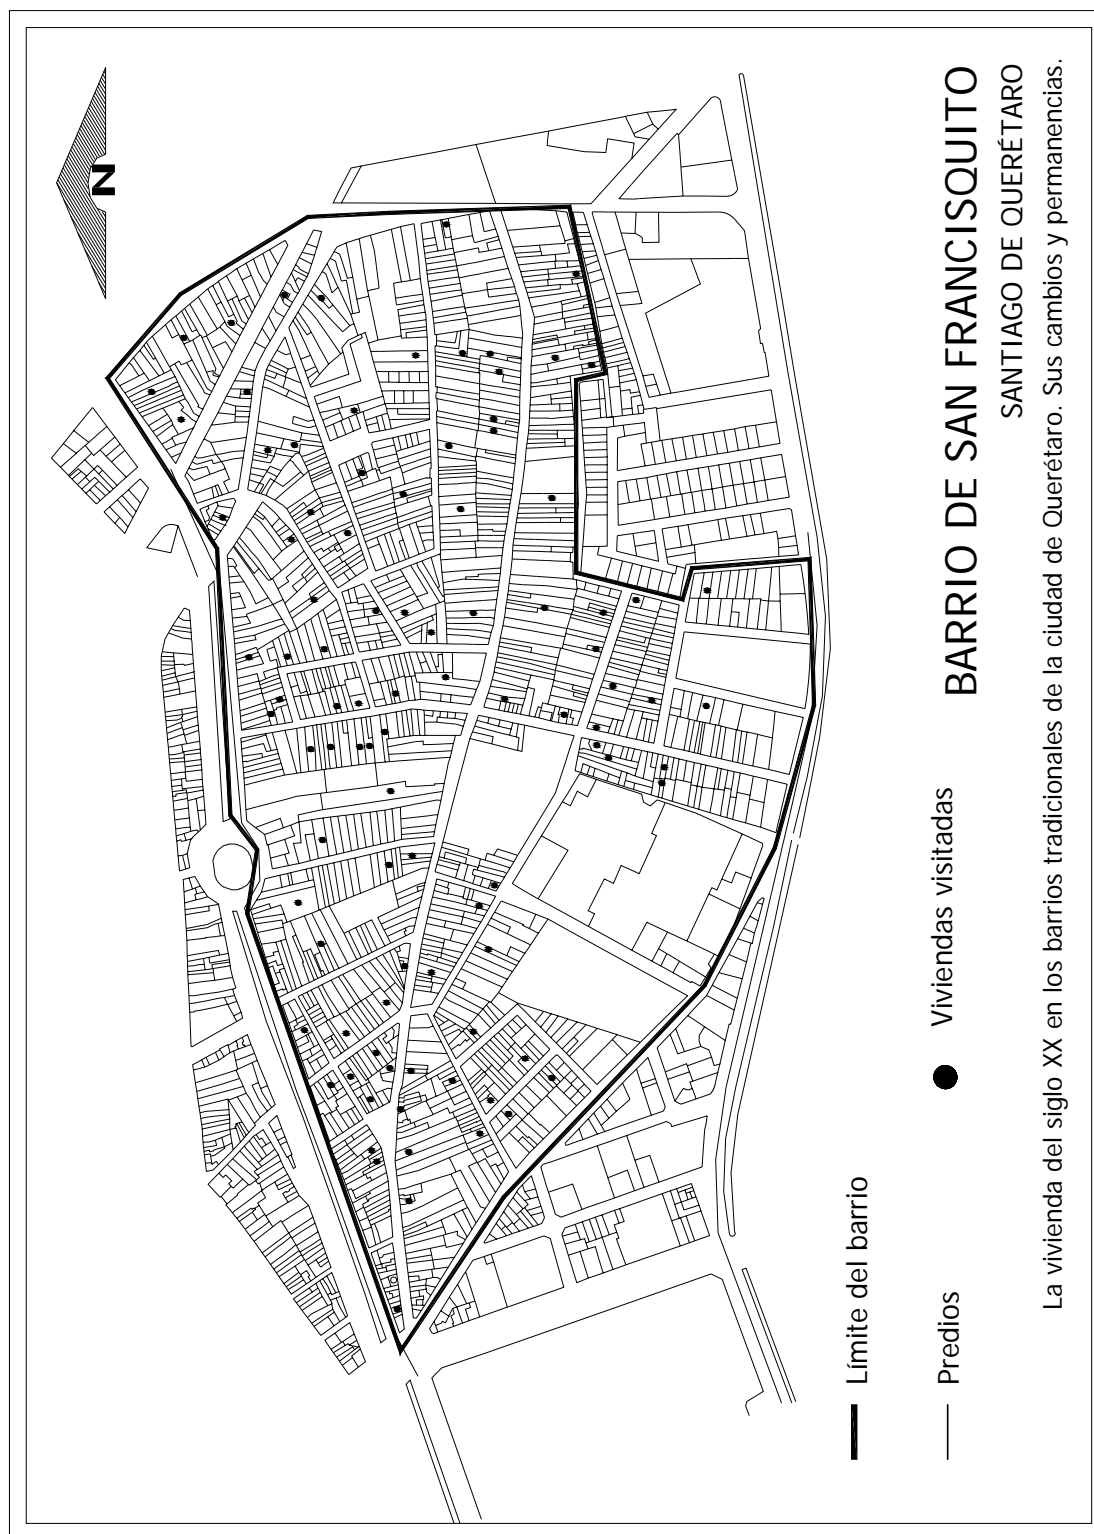 N
BARRIO DE SAN FRANCISQUITO
SANTIAGO DE QUERÉTARO
La vivienda del siglo XX en los barrios tradicionales de la ciudad de Querétaro. Sus cambios y permanencias.
Límite del barrio
Predios
Viviendas visitadas